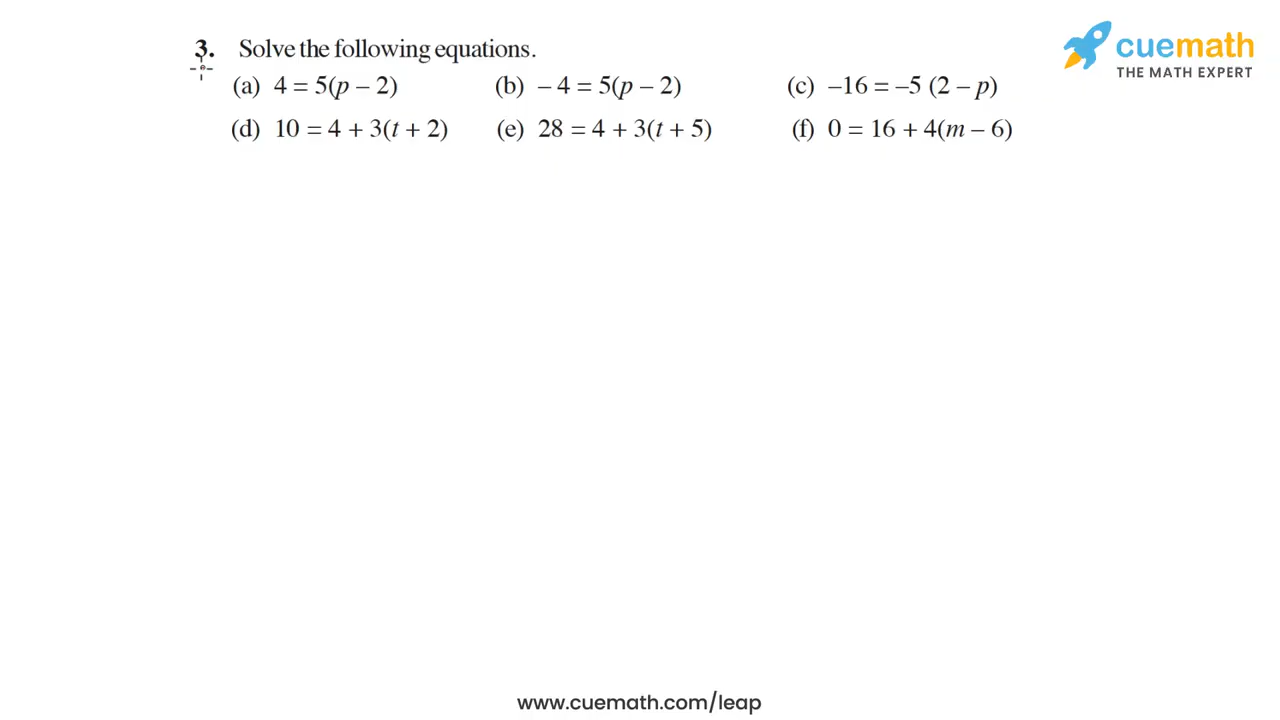 3. Solve the following equations.
cuemath
THE MATH EXPERT
(a) 4 = 5(p – 2) (b) – 4 = 5(p – 2) (c) –16 = –5 (2 – p)
(d) 10 = 4 + 3(t + 2) (e) 28 = 4 + 3(t + 5) (f) 0 = 16 + 4(m – 6)
www.cuemath.com/leap